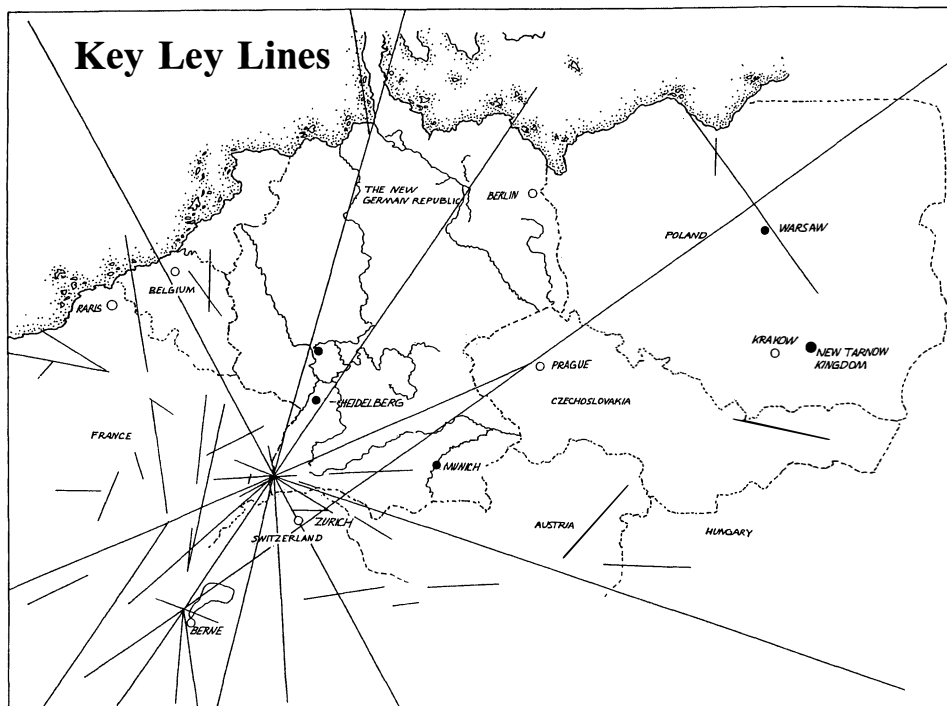 Key Ley Lines
THE NEW
GERMAN REPUBLIC
BERLIN
POLAND
WARSAW
BELGIUM
PARIS
KRAKOW
NEW TARNOW
KINGDOM
PRAGUE
HEIDELBERG
CZECHOSLOVAKIA
FRANCE
MUNICH
ZURICH
SWITZERLAND
AUSTRIA
HUNGARY
BERNE